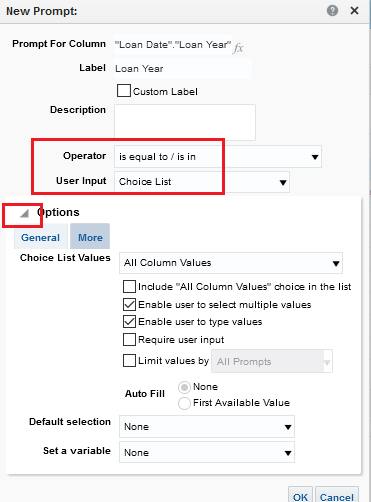 New Prompt:
Prompt For Column "Loan Date"."Loan Year" fx
Label Loan Year
Custom Label
Description
Operator is equal to / is in
User Input Choice List
Options
General More
Choice List Values All Column Values
Include "All Column Values" choice in the list
Enable user to select multiple values
Enable user to type values
Require user input
Limit values by All Prompts
Auto Fill None
First Available Value
Default selection None
Set a variable None
OK Cancel